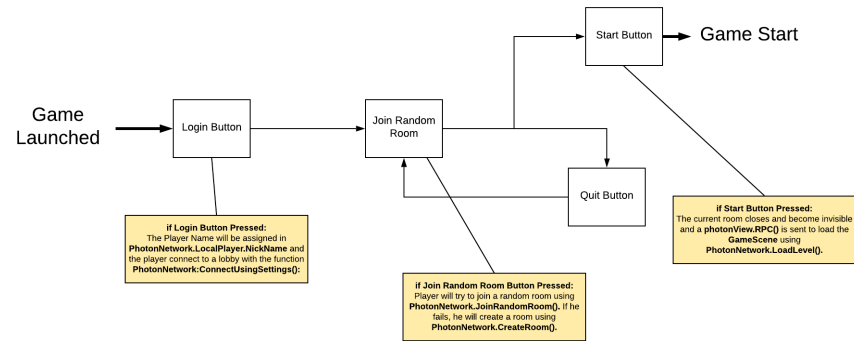 Start Button
Game Start
Game
Launched
Login Button
Join Random
Room
Quit Button
if Login Button Pressed:
The Player Name will be assigned in
PhotonNetwork.LocalPlayer.NickName and
the player connect to a lobby with the function
PhotonNetwork:ConnectUsingSettings():
if Join Random Room Button Pressed:
Player will try to join a random room using
PhotonNetwork.JoinRandomRoom(). If he
fails, he will create a room using
PhotonNetwork.CreateRoom().
if Start Button Pressed:
The current room closes and become invisible
and a photonView.RPC() is sent to load the
GameScene using
PhotonNetwork.LoadLevel().